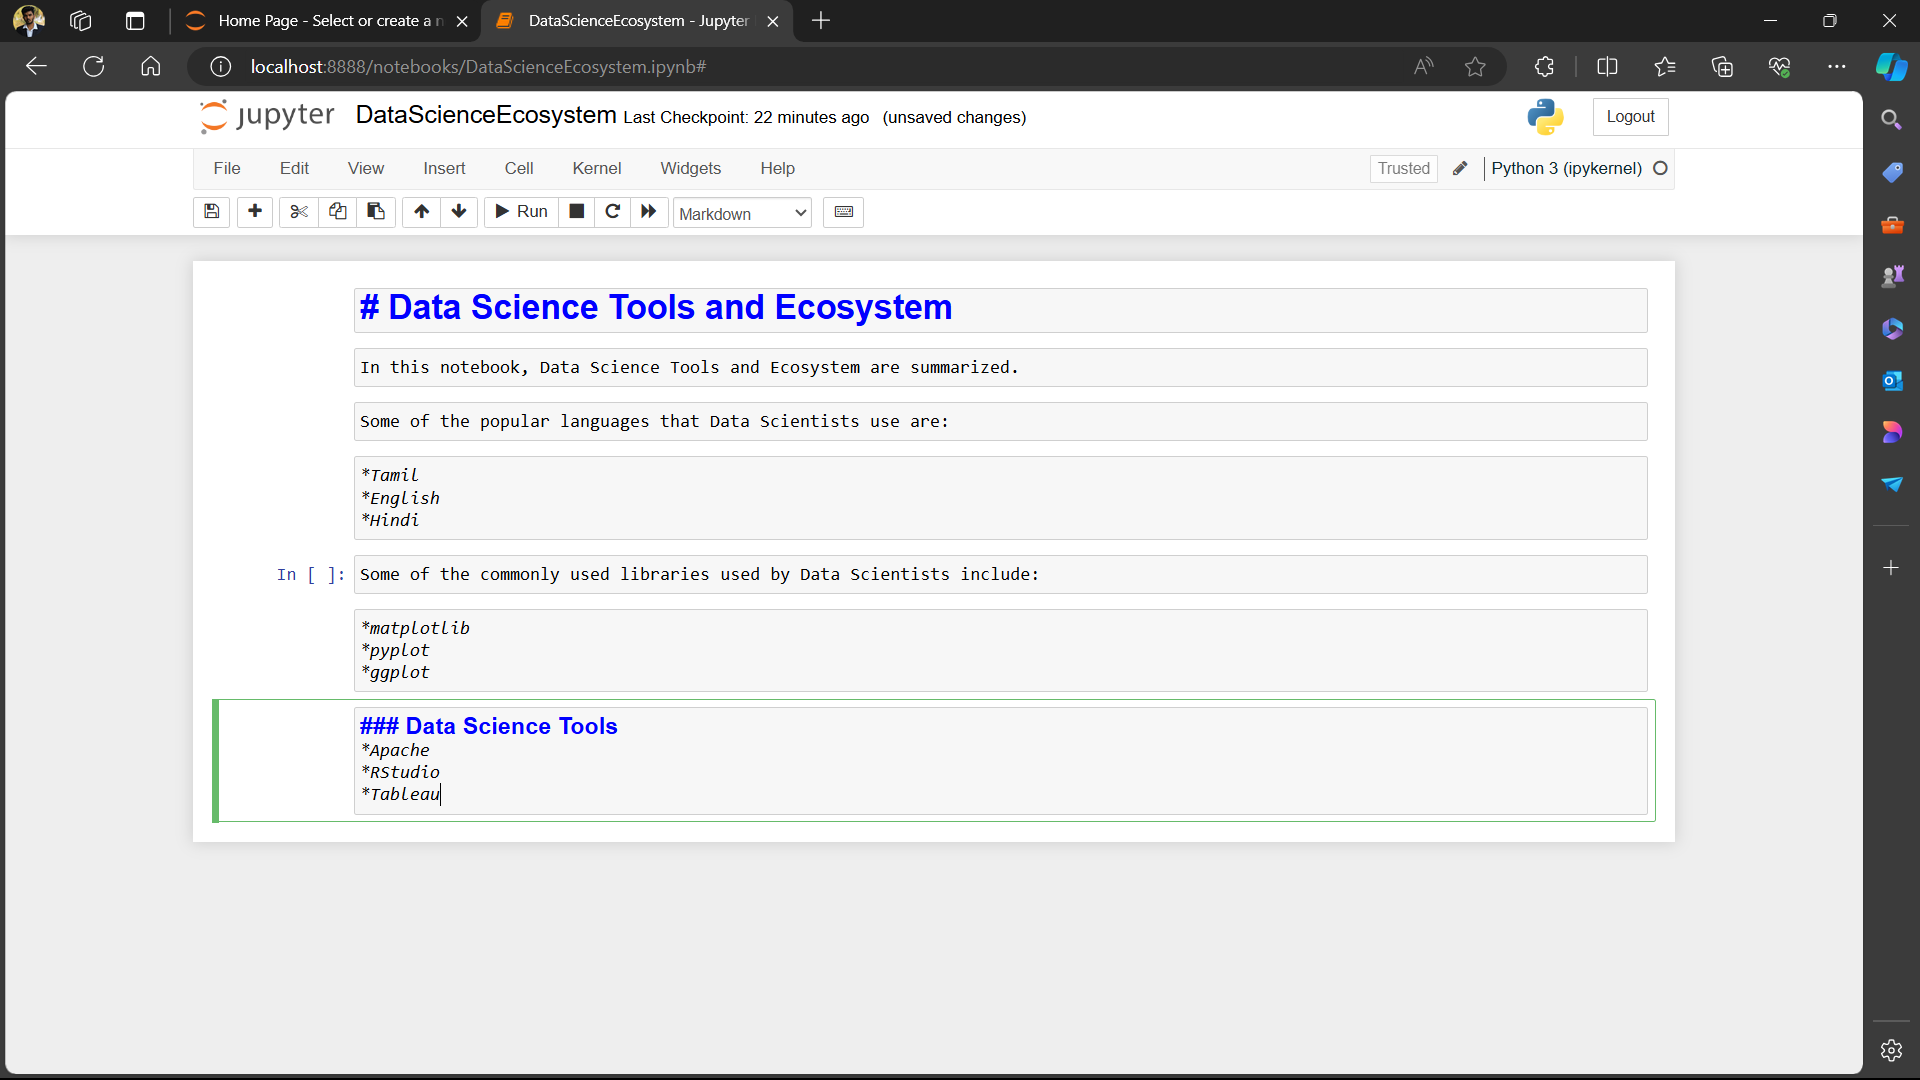 Home Page - Select or create a n
DataScienceEcosystem - Jupyter
localhost:8888/notebooks/DataScienceEcosystem.ipynb#
jupyter DataScienceEcosystem Last Checkpoint: 22 minutes ago (unsaved changes)
Logout
File Edit View Insert Cell Kernel Widgets Help
Trusted Python 3 (ipykernel)
Run Markdown
# Data Science Tools and Ecosystem
In this notebook, Data Science Tools and Ecosystem are summarized.
Some of the popular languages that Data Scientists use are:
*Tamil
*English
*Hindi
In [ ]: Some of the commonly used libraries used by Data Scientists include:
*matplotlib
*pyplot
*ggplot
### Data Science Tools
*Apache
*RStudio
*Tableau